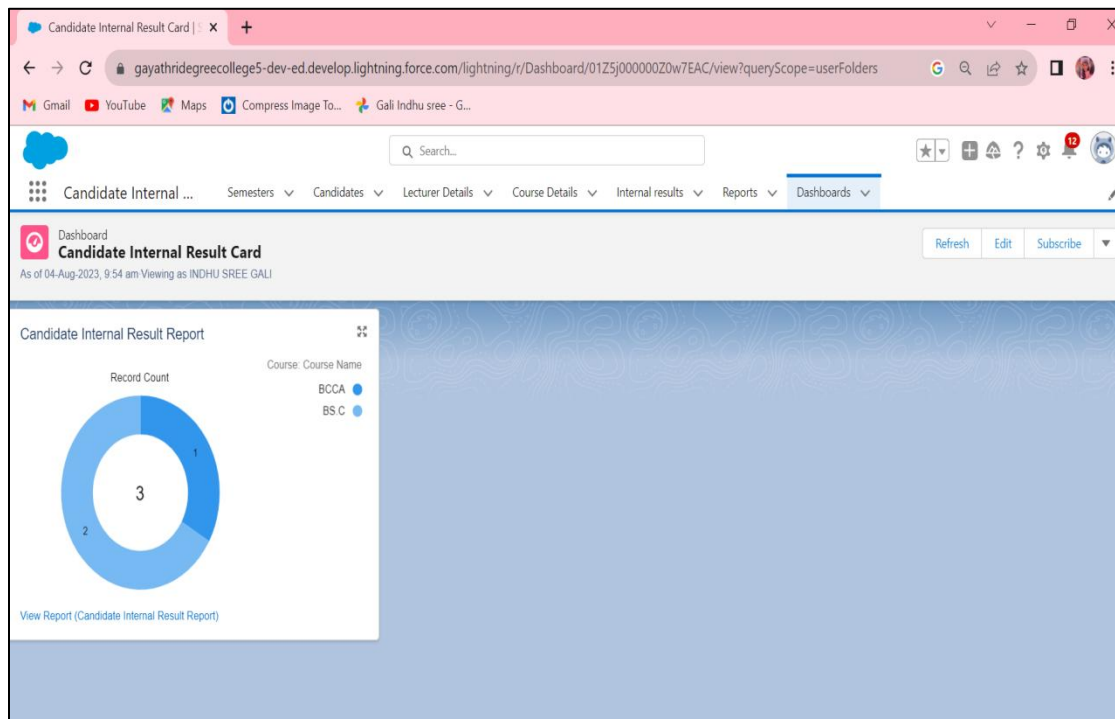 Candidate Internal Result Card | S
gayathridegreecollege5-dev-ed.develop.lightning.force.com/lightning/r/Dashboard/01Z5j000000Z0w7EAC/view?queryScope=userFolders
Gmail YouTube Maps Compress Image To... Gali Indhu sree - G...
Search...
12
Candidate Internal ... Semesters Candidates Lecturer Details Course Details Internal results Reports Dashboards
Dashboard
Candidate Internal Result Card
As of 04-Aug-2023, 9:54 am·Viewing as INDHU SREE GALI
Refresh Edit Subscribe
Candidate Internal Result Report
Record Count
Course: Course Name
BCCA
BS.C
1
3
2
View Report (Candidate Internal Result Report)